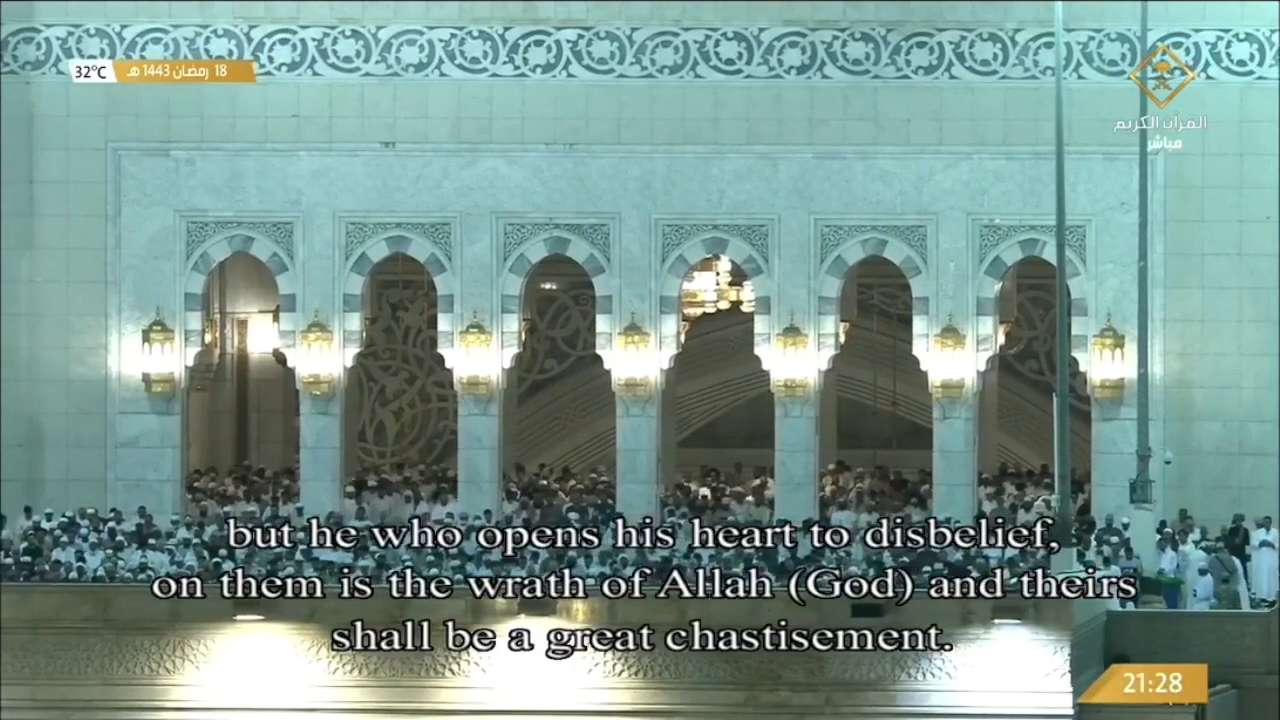 32°C
18 رمضان 1443 هـ
القرآن الكريم
مباشر
but he who opens his heart to disbelief,
on them is the wrath of Allah (God) and theirs
shall be a great chastisement.
21:28